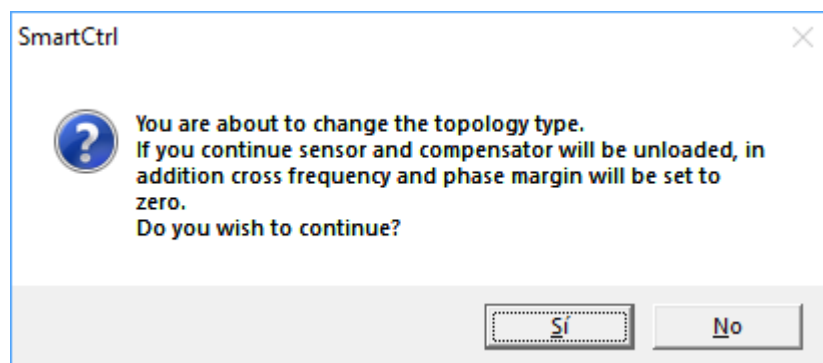 SmartCtrl
You are about to change the topology type.
If you continue sensor and compensator will be unloaded, in
addition cross frequency and phase margin will be set to
zero.
Do you wish to continue?
Sí
No